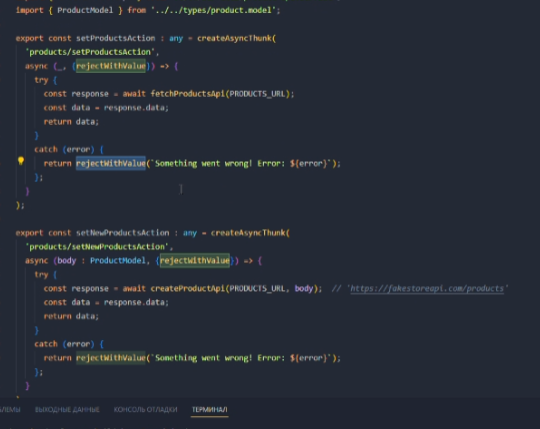 import { ProductModel } from '../../types/product.model';
export const setProductsAction : any = createAsyncThunk(
'products/setProductsAction',
async (_, {rejectWithValue}) => {
try {
const response = await fetchProductsApi(PRODUCTS_URL);
const data = response.data;
return data;
}
catch (error) {
return rejectWithValue(`Something went wrong! Error: ${error}`);
};
}
);
export const setNewProductsAction : any = createAsyncThunk(
'products/setNewProductsAction',
async (body : ProductModel, {rejectWithValue}) => {
try {
const response = await createProductApi(PRODUCTS_URL, body); // 'https://fakestoreapi.com/products'
const data = response.data;
return data;
}
catch (error) {
return rejectWithValue(`Something went wrong! Error: ${error}`);
};
}
ЛЕМЫ ВЫХОДНЫЕ ДАННЫЕ КОНСОЛЬ ОТЛАДКИ ТЕРМИНАЛ